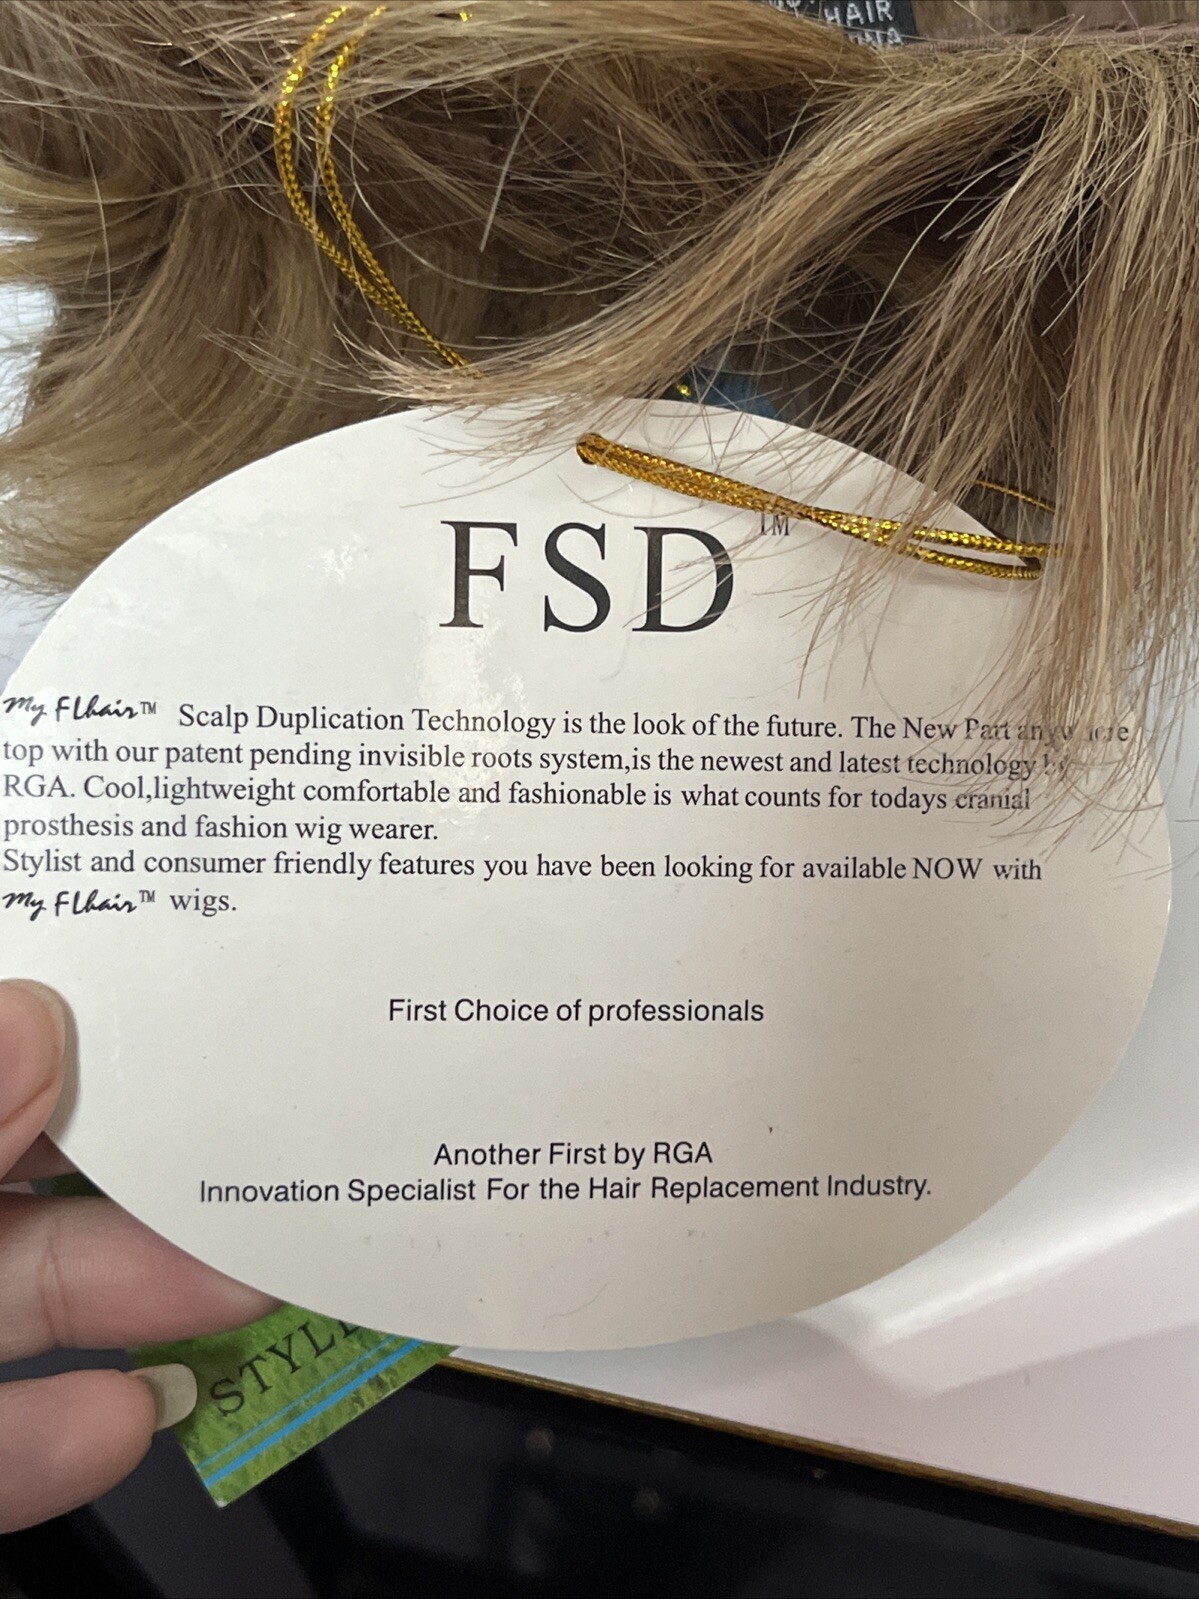 HAIR
FSD™
My FLhair™ Scalp Duplication Technology is the look of the future. The New Part anywhere
top with our patent pending invisible roots system,is the newest and latest technology by
RGA. Cool,lightweight comfortable and fashionable is what counts for todays cranial
prosthesis and fashion wig wearer.
Stylist and consumer friendly features you have been looking for available NOW with
My FLhair™ wigs.
First Choice of professionals
Another First by RGA
Innovation Specialist For the Hair Replacement Industry.